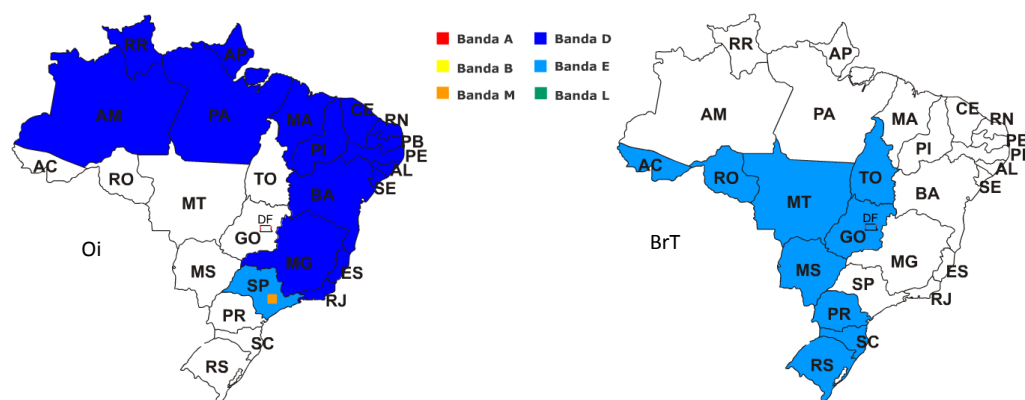 RR
AP
AM
PA
MA
CE
RN
PB
PE
AL
SE
PI
BA
AC
RO
TO
MT
DF
GO
MG
ES
MS
SP
RJ
PR
SC
RS
Oi
Banda A
Banda D
Banda B
Banda E
Banda M
Banda L
RR
AP
AM
PA
MA
CE
RN
PI
AL
SE
BA
AC
RO
TO
MT
DF
GO
MG
ES
MS
SP
RJ
PR
SC
RS
BrT